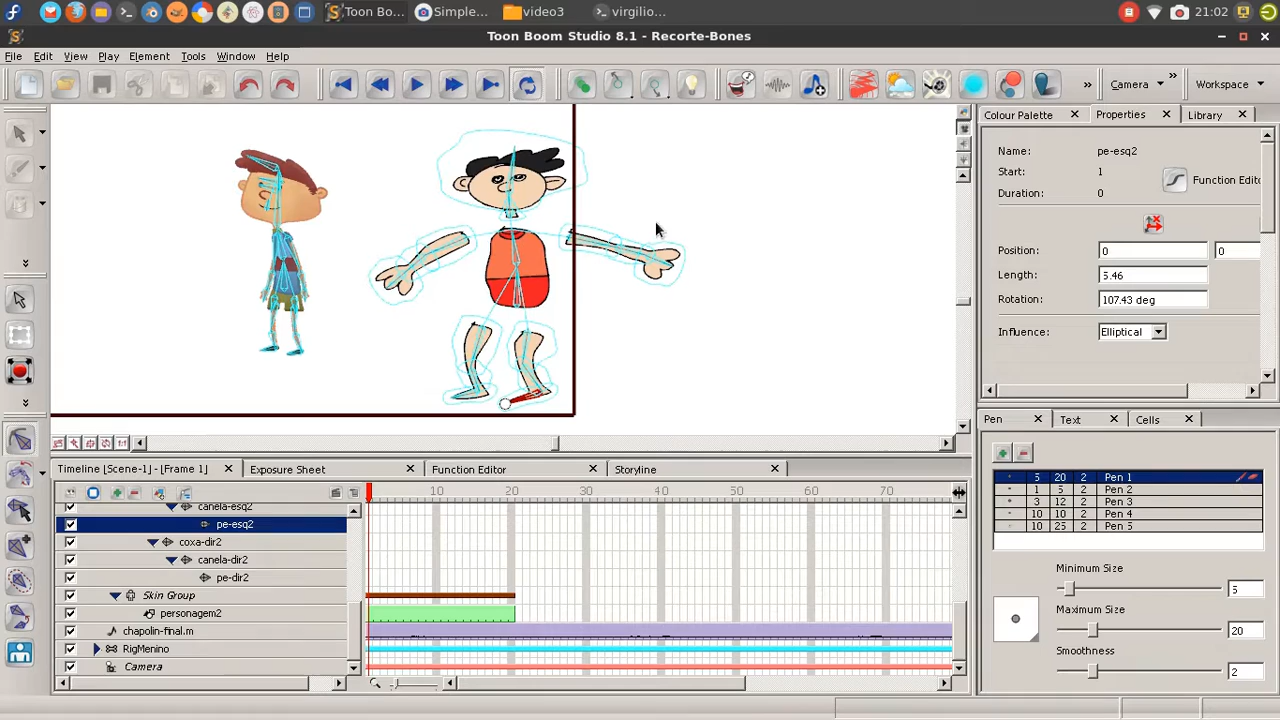 Toon Bo...
Simple...
video3
virgilio...
21:02
Toon Boom Studio 8.1 - Recorte-Bones
File Edit View Play Element Tools Window Help
Camera
Workspace
Colour Palette Properties Library
Name: pe-esq2
Start: 1
Function Edito
Duration: 0
Position: 0 0
Length: 5.46
Rotation: 107.43 deg
Influence: Elliptical
1:1
Pen Text Cells
5 20 2 Pen 1
1 5 2 Pen 2
3 12 2 Pen 3
10 10 2 Pen 4
10 25 2 Pen 5
Minimum Size
5
Maximum Size
20
Smoothness
2
Timeline [Scene-1] - [Frame 1] Exposure Sheet Function Editor Storyline
10 20 30 40 50 60 70
canela-esq2
pe-esq2
coxa-dir2
canela-dir2
pe-dir2
Skin Group
personagem2
chapolin-final.m
RigMenino
Camera